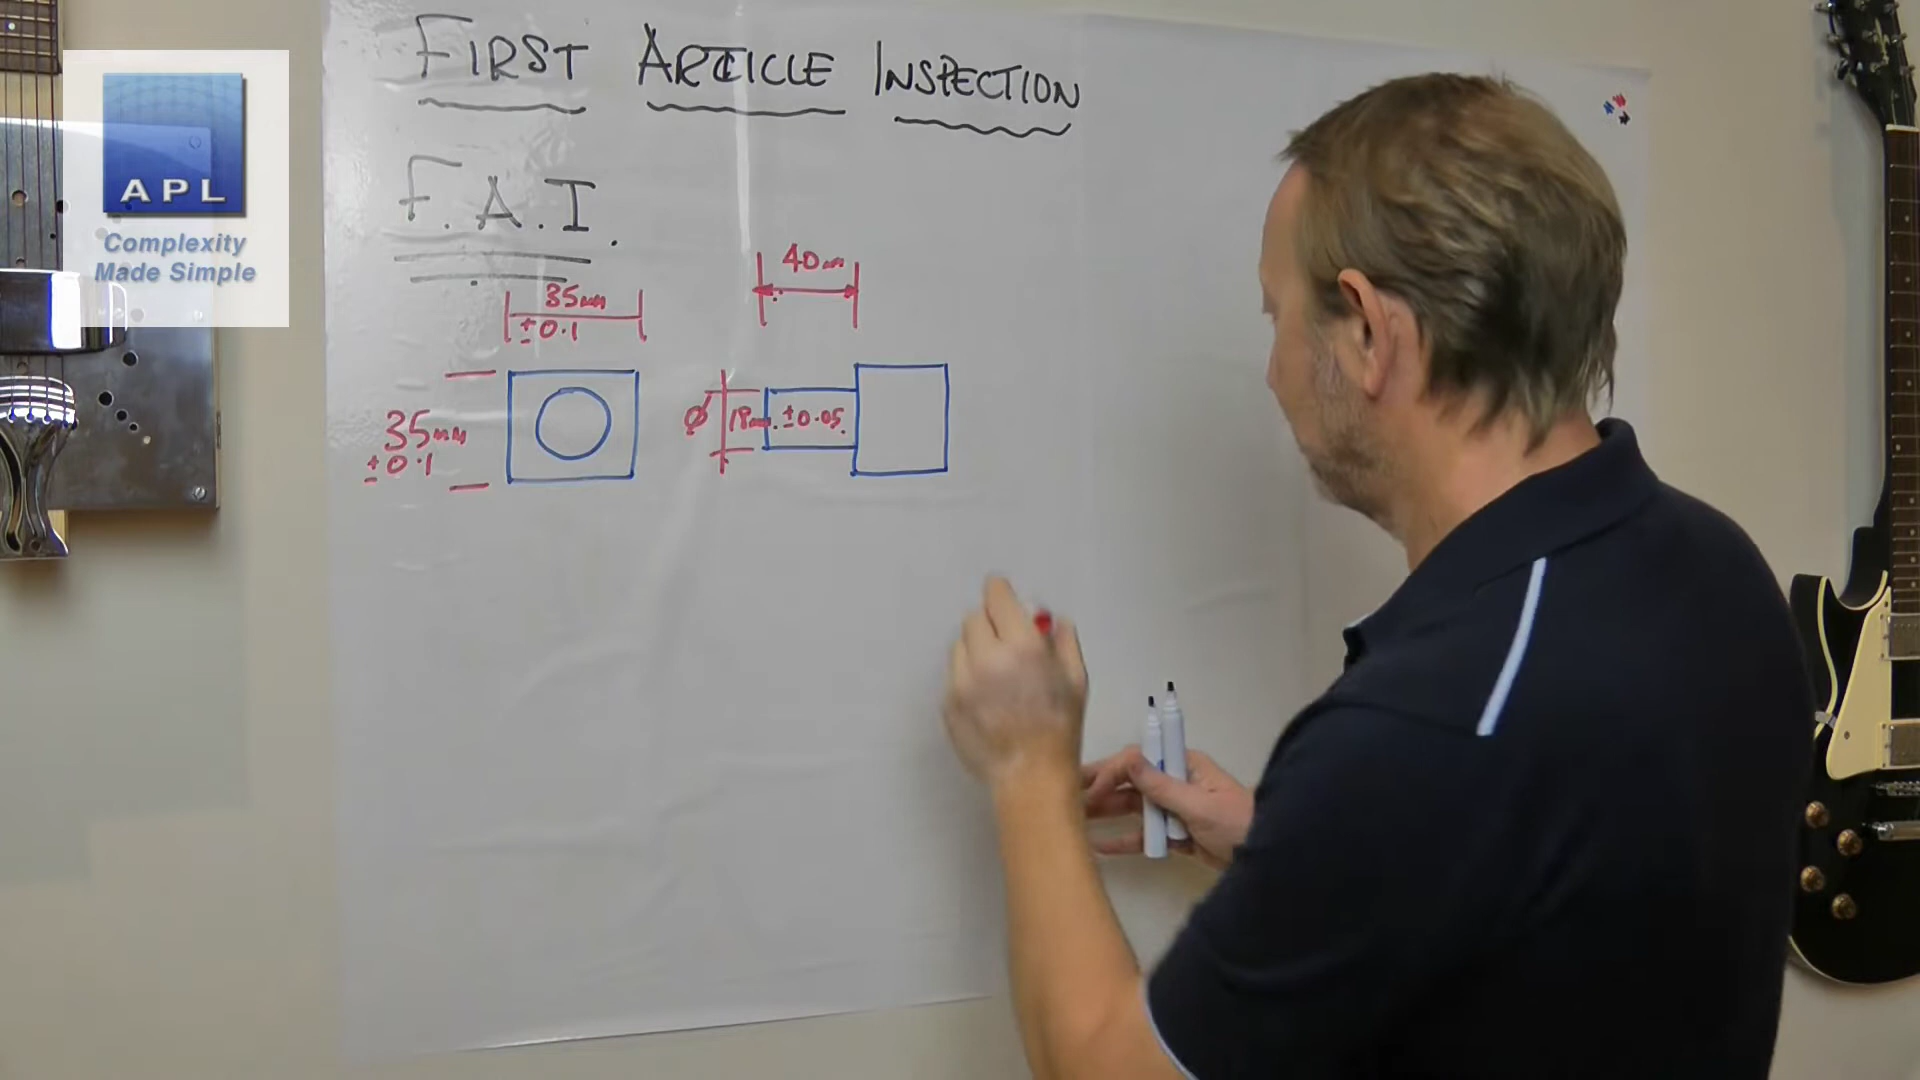 FIRST ARTICLE INSPECTION
APL
Complexity
Made Simple
F.A.I.
40mm
35mm
±0.1
35mm
±0.1
Ø 18mm ±0.05